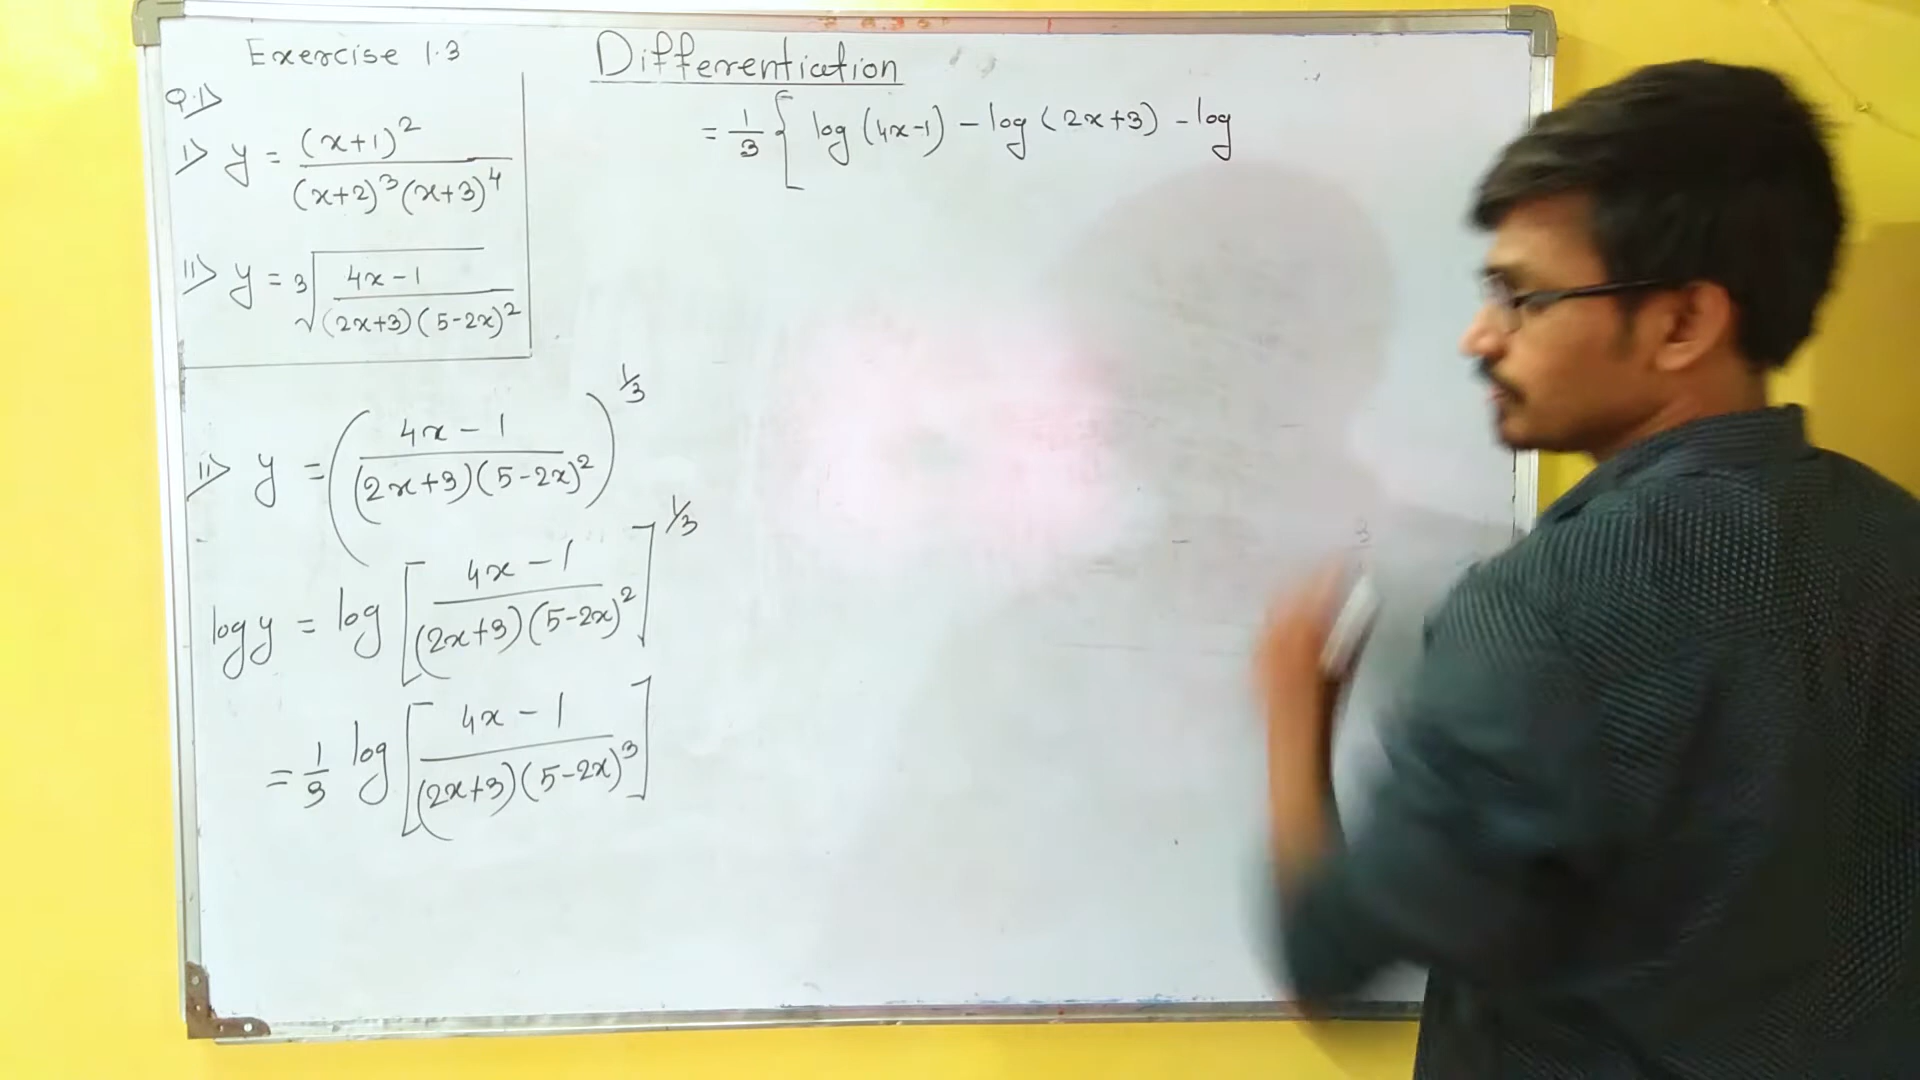 Exercise 1.3
Differentiation
Q.1>
I> y = (x+1)² / (x+2)³(x+3)⁴
II> y = ³√(4x-1 / (2x+3)(5-2x)²)
II> y = (4x-1 / (2x+3)(5-2x)²)^1/3
log y = log [4x-1 / (2x+3)(5-2x)²]^1/3
= 1/3 log [4x-1 / (2x+3)(5-2x)³]
= 1/3 { log (4x-1) - log (2x+3) - log